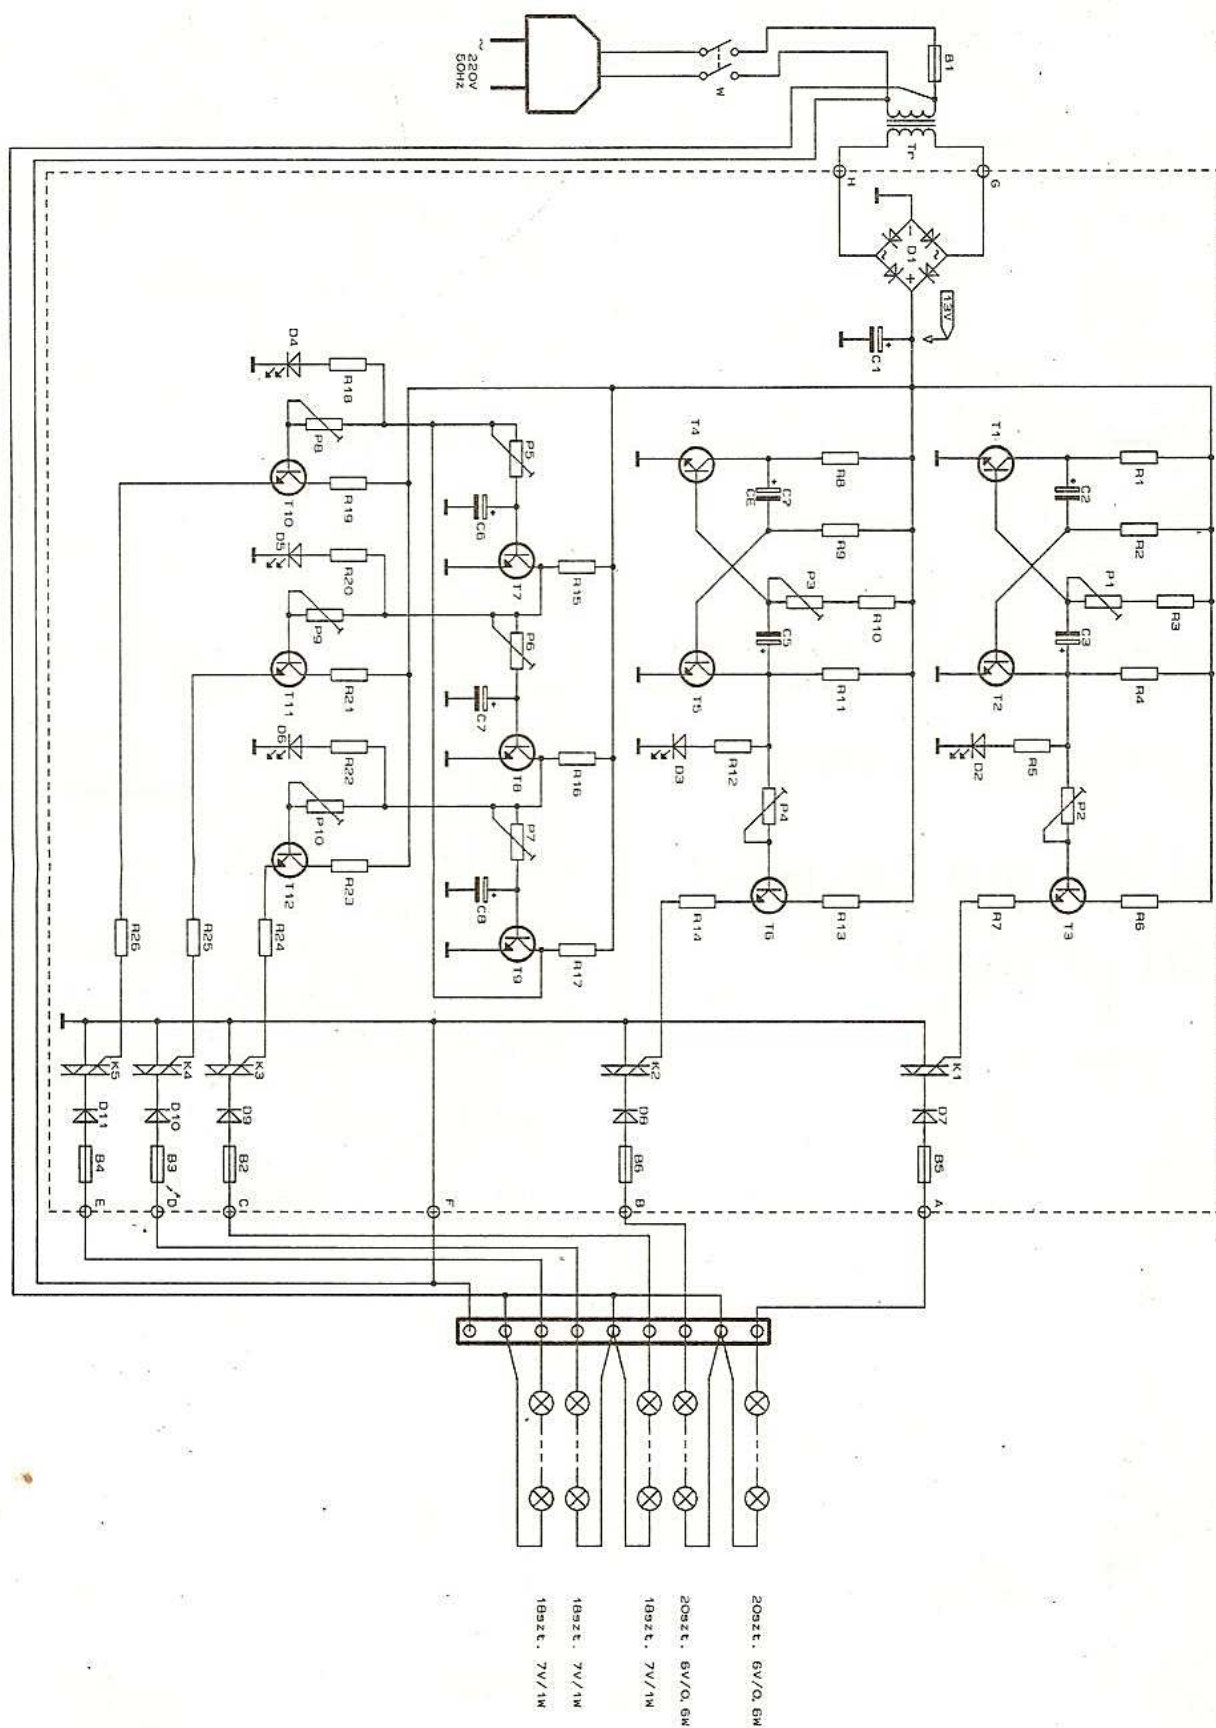 R1
R2
R3
R4
R6
C2
P1
C3
P2
T1
T2
R5
T3
D2
R7
K1
D7
B5
A
B1
13V
G
Tr
D1
- +
~ ~
H
C1
R8
R9
R10
R11
R13
C?
CE
P3
C5
P4
T4
T5
R12
T6
D3
R14
K2
D8
B6
B
W
~
220V
50Hz
R15
R16
R17
P5
P6
P7
T7
T8
T9
C6
C7
C8
F
R18
R19
R20
R21
R22
R23
D4
P8
D5
P9
D6
P10
T10
T11
T12
R24
R25
R26
K3
D9
B2
C
K4
D10
B3
D
K5
D11
B4
E
20szt. 6V/0,6W
20szt. 6V/0,6W
18szt. 7V/1W
18szt. 7V/1W
18szt. 7V/1W